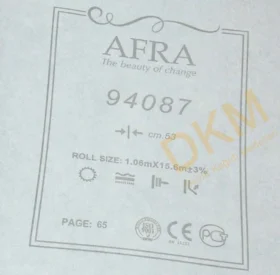 AFRA
The beauty of change
94087
cm 53
ROLL SIZE: 1.06mX15.6m±3%
PAGE: 65
CE
DKM